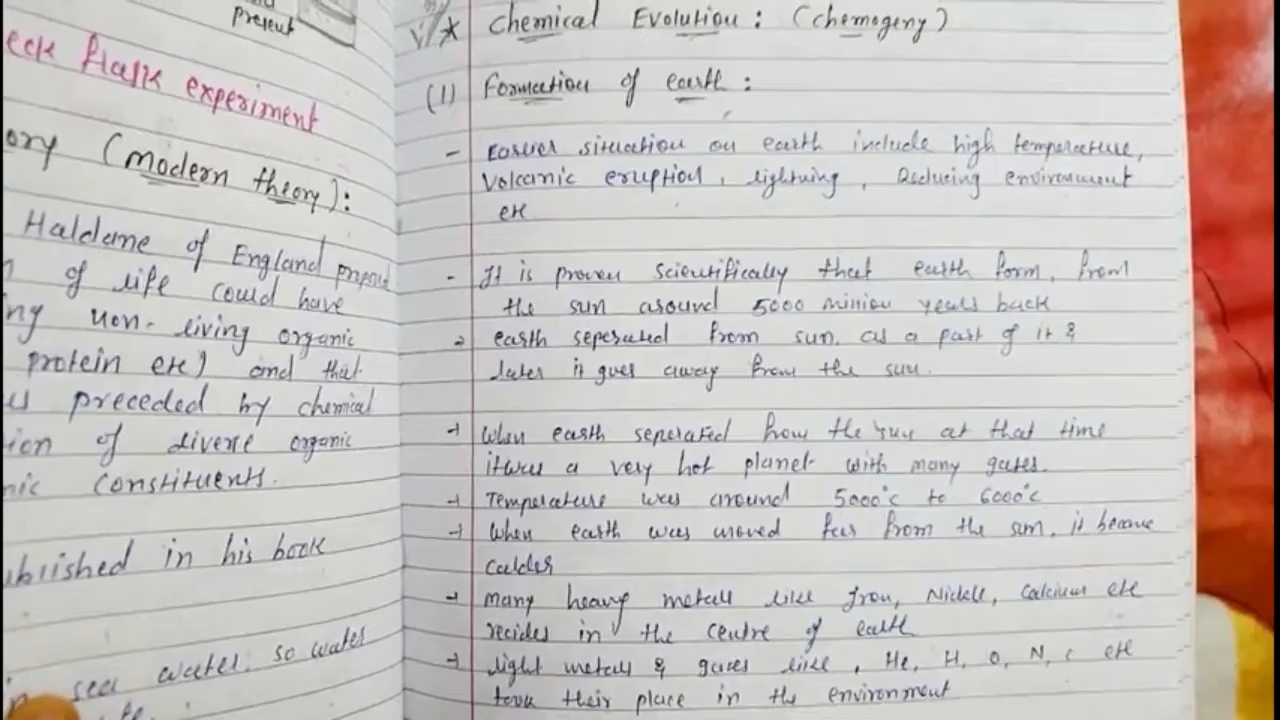 present
eck flask experiment
ory (modern theory):
Haldane of England proposed
n of life could have
ing non-living organic
protein etc) and that
es preceded by chemical
ion of diverse organic
nic constituents.
ublished in his book
in sea water. so water
Chemical Evolution: (chemogeny)
(1) Formation of earth:
- Earlier situation on earth include high temperature,
volcanic eruption, lightning, Reducing environment
etc
- It is proven scientifically that earth form. from
the sun around 5000 million years back
→ earth seperated from sun. as a part of it &
later it goes away from the sun.
→ When earth seperated from the sun at that time
it was a very hot planet with many gases.
→ Temperature was around 5000°c to 6000°c
→ When earth was moved far from the sun. it became
colder
→ many heavy metals like Iron, Nickle, Calcium etc
recides in the centre of earth
→ light metals & gases like, He, H, O, N, c etc
took their place in the environment